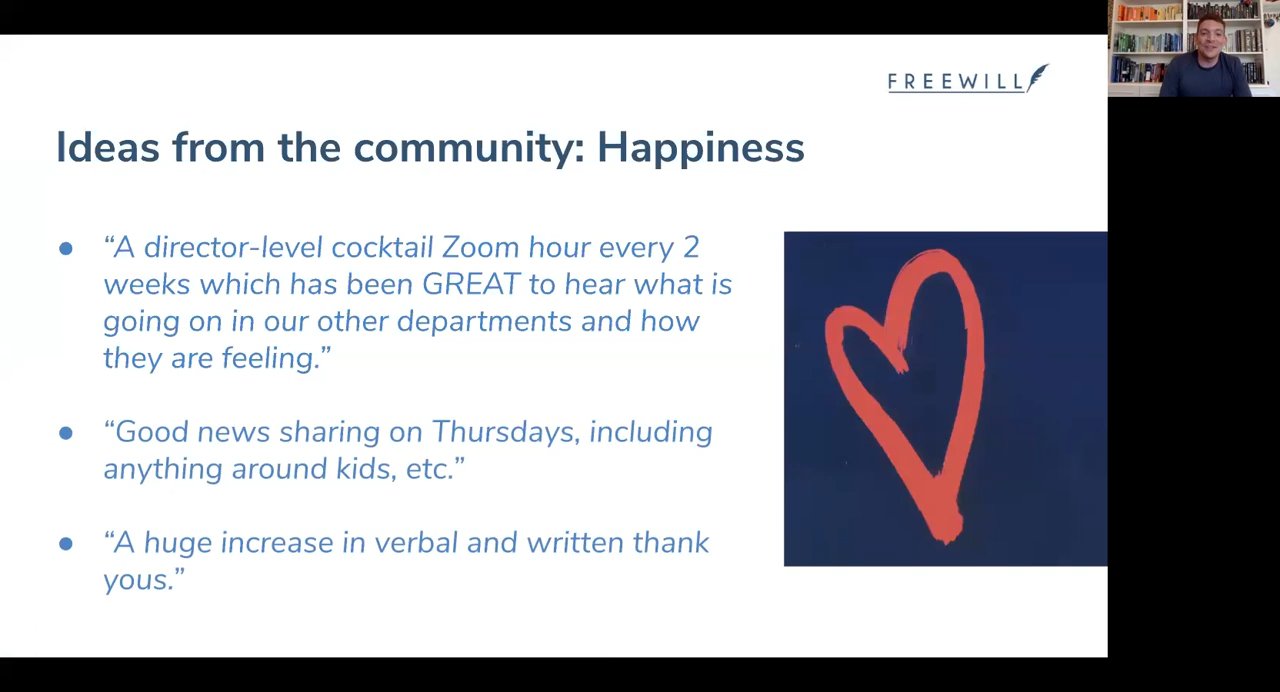 FREEWILL
Ideas from the community: Happiness
● “A director-level cocktail Zoom hour every 2
weeks which has been GREAT to hear what is
going on in our other departments and how
they are feeling.”
● “Good news sharing on Thursdays, including
anything around kids, etc.”
● “A huge increase in verbal and written thank
yous.”